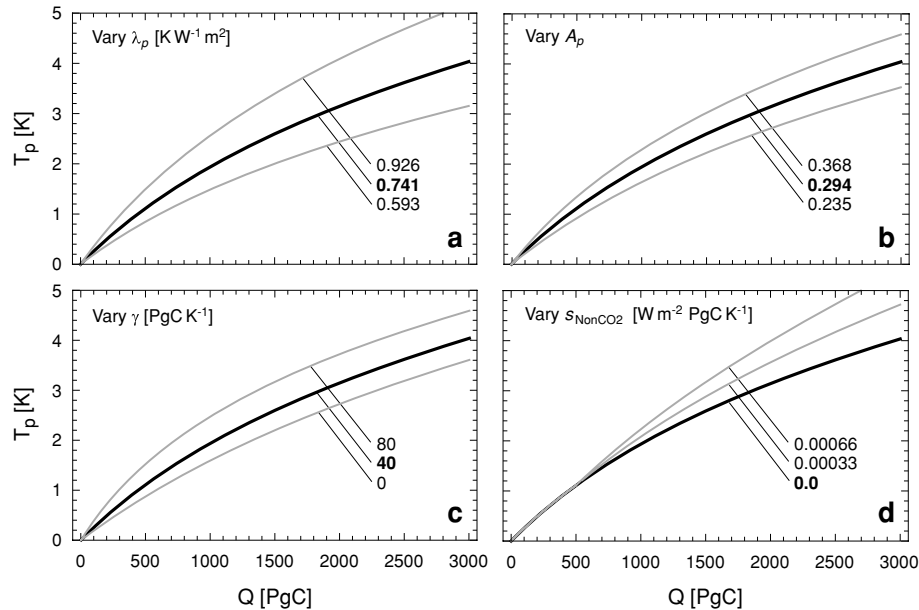 Vary λp [K W-1 m2]
0.926
0.741
0.593
a
5
4
3
2
1
0
Tp [K]
Vary Ap
0.368
0.294
0.235
b
Vary γ [PgC K-1]
80
40
0
c
5
4
3
2
1
0
Tp [K]
0 500 1000 1500 2000 2500 3000
Q [PgC]
Vary sNonCO2 [W m-2 PgC K-1]
0.00066
0.00033
0.0
d
0 500 1000 1500 2000 2500 3000
Q [PgC]